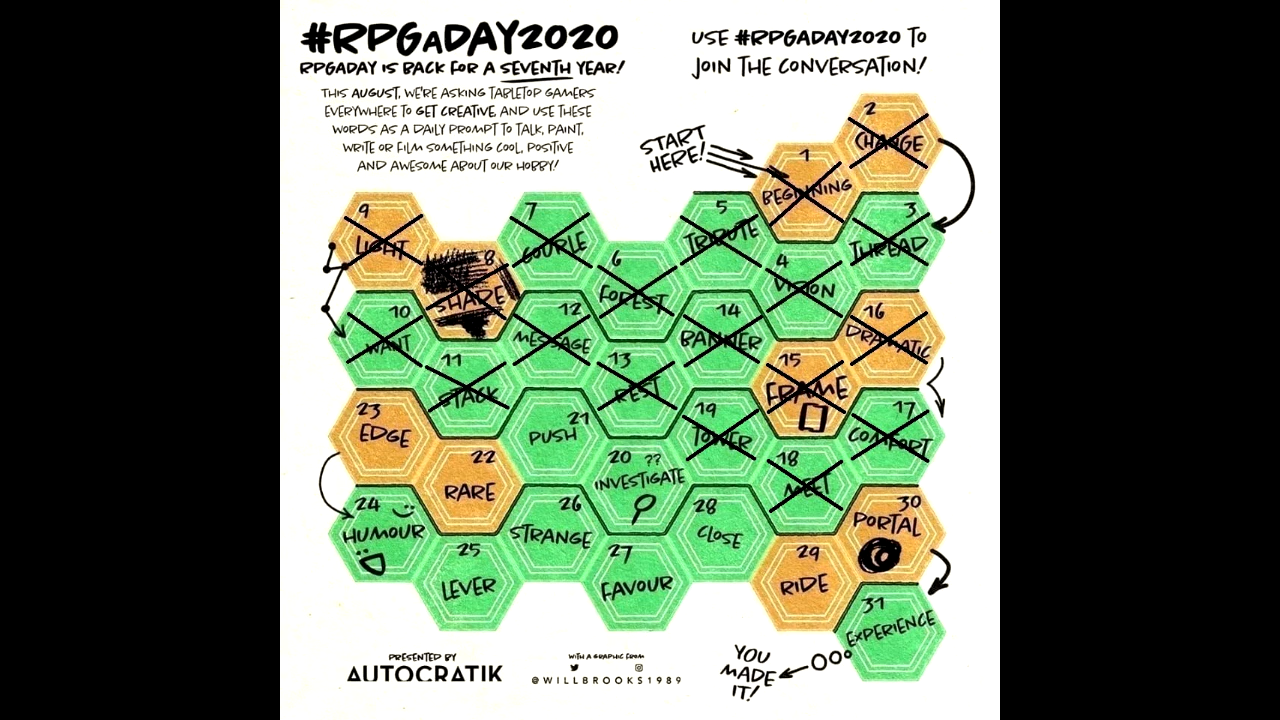 #RPGaDAY2020
RPGADAY IS BACK FOR A SEVENTH YEAR!
THIS AUGUST, WE'RE ASKING TABLETOP GAMERS
EVERYWHERE TO GET CREATIVE, AND USE THESE
WORDS AS A DAILY PROMPT TO TALK, PAINT,
WRITE OR FILM SOMETHING COOL, POSITIVE
AND AWESOME ABOUT OUR HOBBY!
USE #RPGADAY2020 TO
JOIN THE CONVERSATION!
START
HERE!
1
BEGINNING
2
CHANGE
3
THREAD
4
VISION
5
TRIBUTE
6
FOREST
7
COUPLE
8
SHADE
9
LIGHT
10
WANT
11
STACK
12
MESSAGE
13
REST
14
BANNER
15
FRAME
16
DRAMATIC
17
COMFORT
18
MEET
19
TOWER
20 ??
INVESTIGATE
21
PUSH
22
RARE
23
EDGE
24
HUMOUR
25
LEVER
26
STRANGE
27
FAVOUR
28
CLOSE
29
RIDE
30
PORTAL
31
EXPERIENCE
YOU
MADE
IT!
PRESENTED BY
AUTOCRATIK
WITH A GRAPHIC FROM
@WILLBROOKS1989